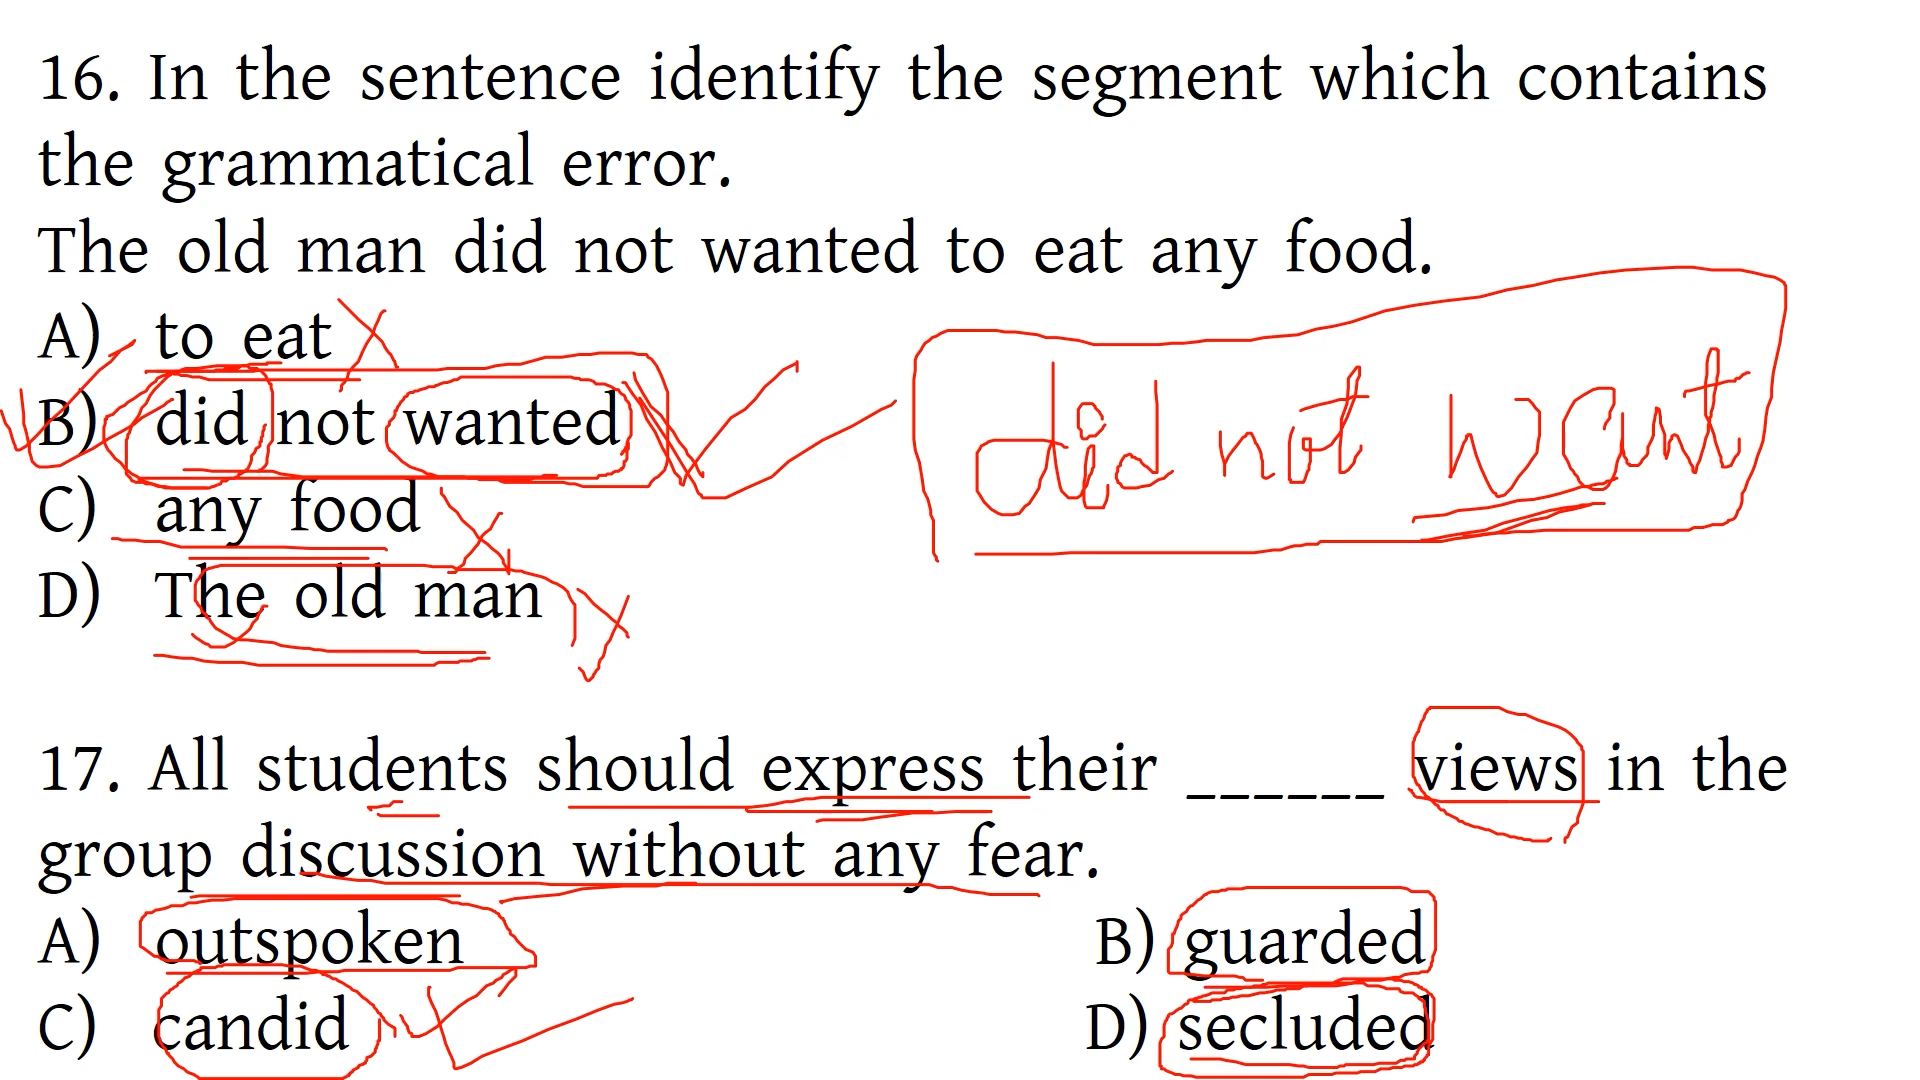 16. In the sentence identify the segment which contains
the grammatical error.
The old man did not wanted to eat any food.
A) to eat
B) did not wanted
did not want
C) any food
D) The old man
17. All students should express their ______ views in the
group discussion without any fear.
A) outspoken B) guarded
C) candid D) secluded